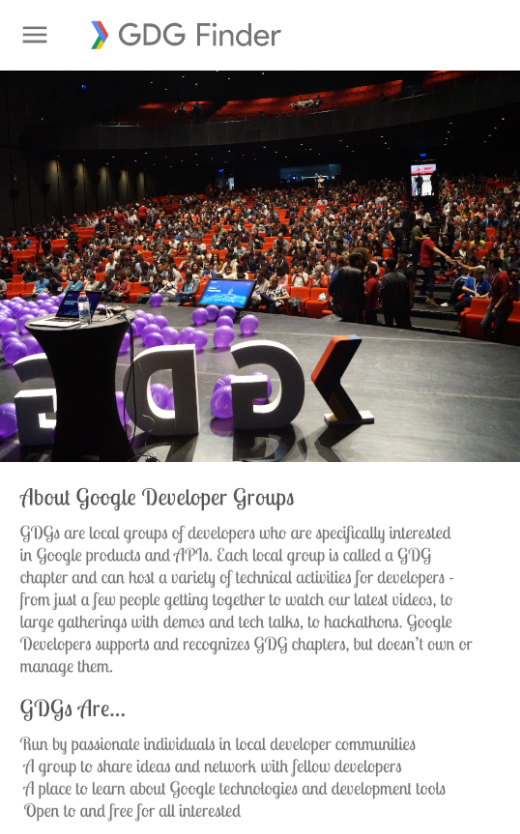 GDG Finder
GDG
About Google Developer Groups
GDGs are local groups of developers who are specifically interested
in Google products and APIs. Each local group is called a GDG
chapter and can host a variety of technical activities for developers -
from just a few people getting together to watch our latest videos, to
large gatherings with demos and tech talks, to hackathons. Google
Developers supports and recognizes GDG chapters, but doesn't own or
manage them.
GDGs Are...
Run by passionate individuals in local developer communities
A group to share ideas and network with fellow developers
A place to learn about Google technologies and development tools
Open to and free for all interested